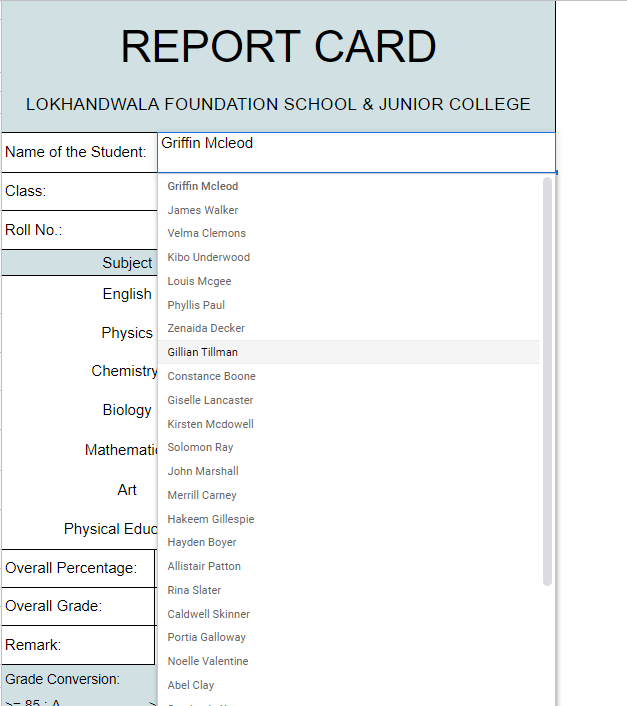 REPORT CARD
LOKHANDWALA FOUNDATION SCHOOL & JUNIOR COLLEGE
Name of the Student: Griffin Mcleod
Class:
Roll No.:
Subject
English
Physics
Chemistry
Biology
Mathematic
Art
Physical Educ
Overall Percentage:
Overall Grade:
Remark:
Grade Conversion:
>= 85 : A
Griffin Mcleod
James Walker
Velma Clemons
Kibo Underwood
Louis Mcgee
Phyllis Paul
Zenaida Decker
Gillian Tillman
Constance Boone
Giselle Lancaster
Kirsten Mcdowell
Solomon Ray
John Marshall
Merrill Carney
Hakeem Gillespie
Hayden Boyer
Allistair Patton
Rina Slater
Caldwell Skinner
Portia Galloway
Noelle Valentine
Abel Clay